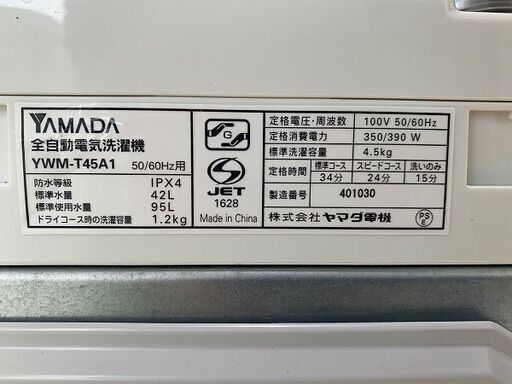 YAMADA
全自動電気洗濯機
YWM-T45A1 50/60Hz用
防水等級 IPX4
標準水量 42L
標準使用水量 95L
ドライコース時の洗濯容量 1.2kg
G
S
JET
1628
Made in China
定格電圧・周波数 100V 50/60Hz
定格消費電力 350/390 W
標準洗濯容量 4.5kg
定格時間 標準コース スピードコース 洗いのみ
34分 24分 15分
製造番号 401030
株式会社 ヤマダ電機
PS
E